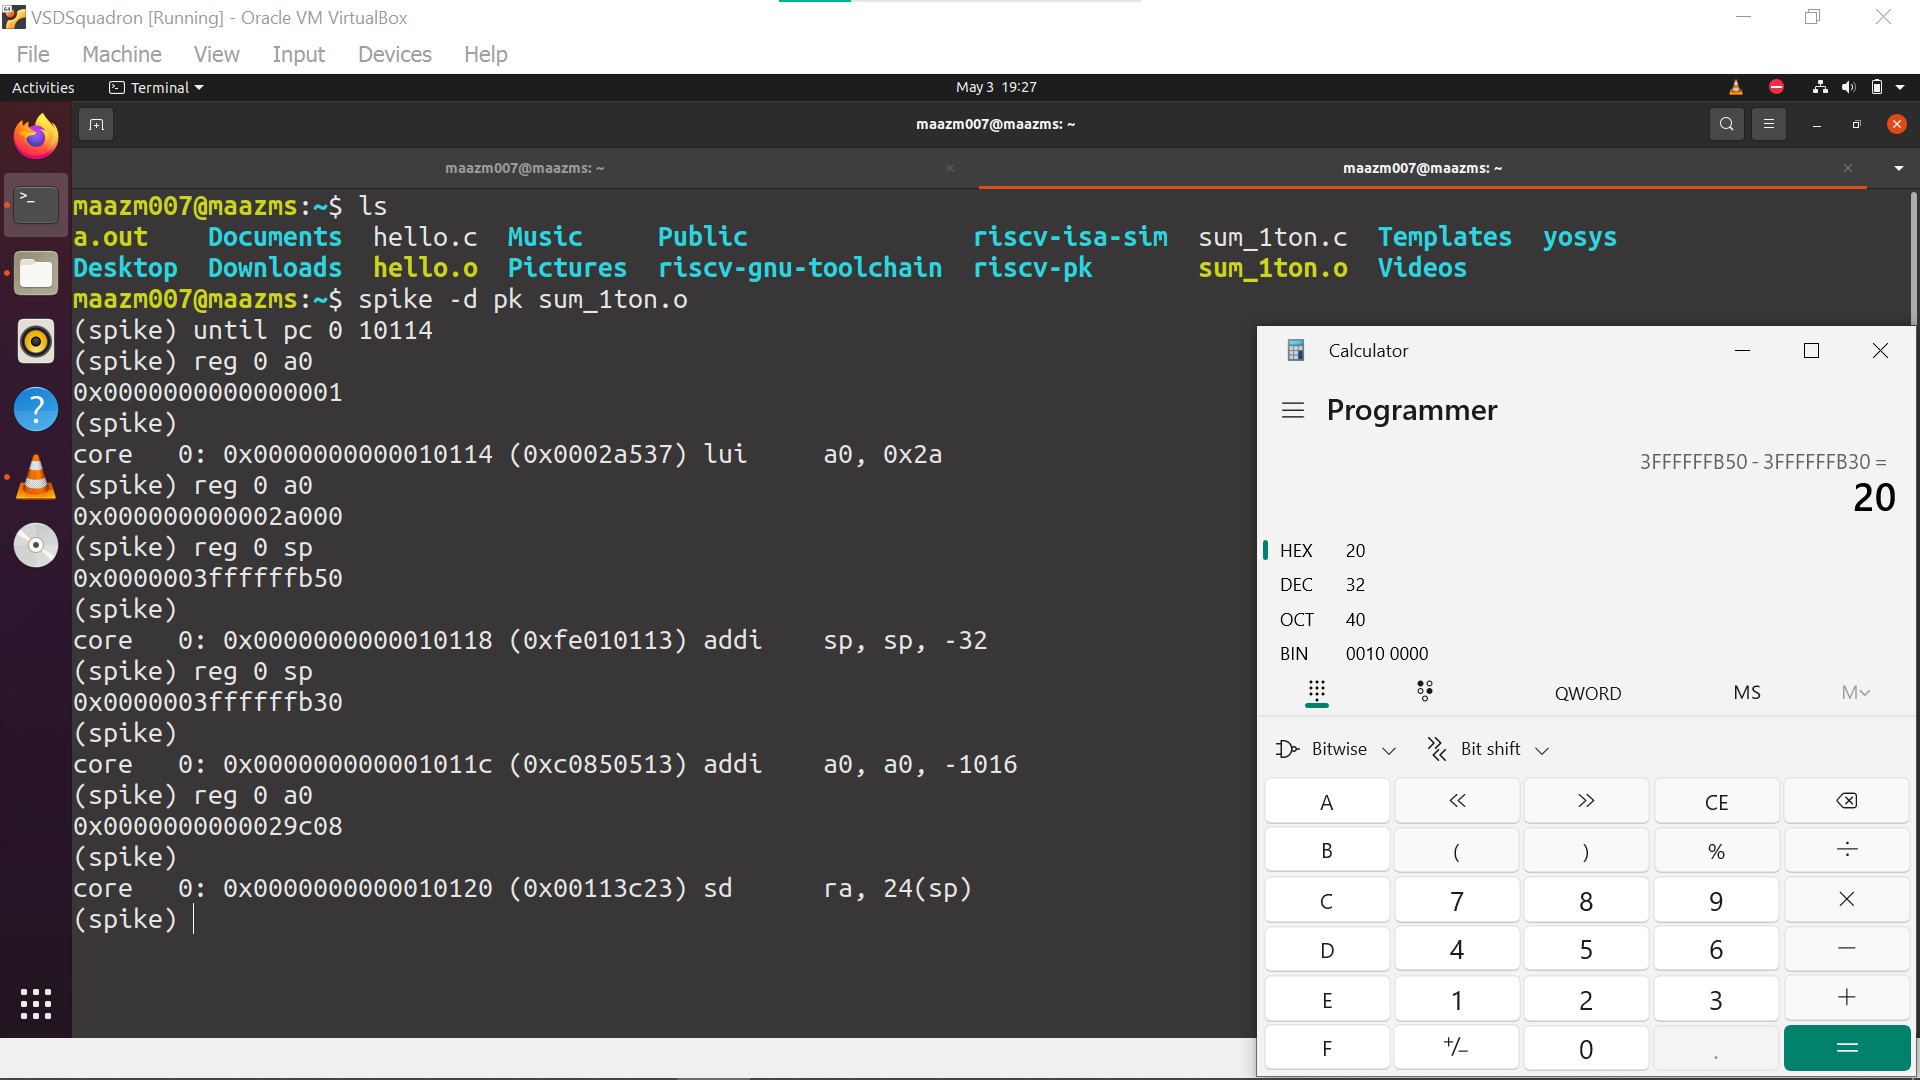 VSDSquadron [Running] - Oracle VM VirtualBox
File Machine View Input Devices Help
Activities Terminal May 3 19:27
maazm007@maazms: ~
maazm007@maazms: ~ maazm007@maazms: ~
maazm007@maazms:~$ ls
a.out Documents hello.c Music Public riscv-isa-sim sum_1ton.c Templates yosys
Desktop Downloads hello.o Pictures riscv-gnu-toolchain riscv-pk sum_1ton.o Videos
maazm007@maazms:~$ spike -d pk sum_1ton.o
(spike) until pc 0 10114
(spike) reg 0 a0
0x0000000000000001
(spike)
core 0: 0x0000000000010114 (0x0002a537) lui a0, 0x2a
(spike) reg 0 a0
0x000000000002a000
(spike) reg 0 sp
0x0000003ffffffb50
(spike)
core 0: 0x0000000000010118 (0xfe010113) addi sp, sp, -32
(spike) reg 0 sp
0x0000003ffffffb30
(spike)
core 0: 0x000000000001011c (0xc0850513) addi a0, a0, -1016
(spike) reg 0 a0
0x0000000000029c08
(spike)
core 0: 0x0000000000010120 (0x00113c23) sd ra, 24(sp)
(spike)
Calculator
Programmer
3FFFFFFB50 - 3FFFFFFB30 =
20
HEX 20
DEC 32
OCT 40
BIN 0010 0000
QWORD MS M
Bitwise Bit shift
A « » CE
B ( ) % ÷
C 7 8 9 ×
D 4 5 6 −
E 1 2 3 +
F +/− 0 . =